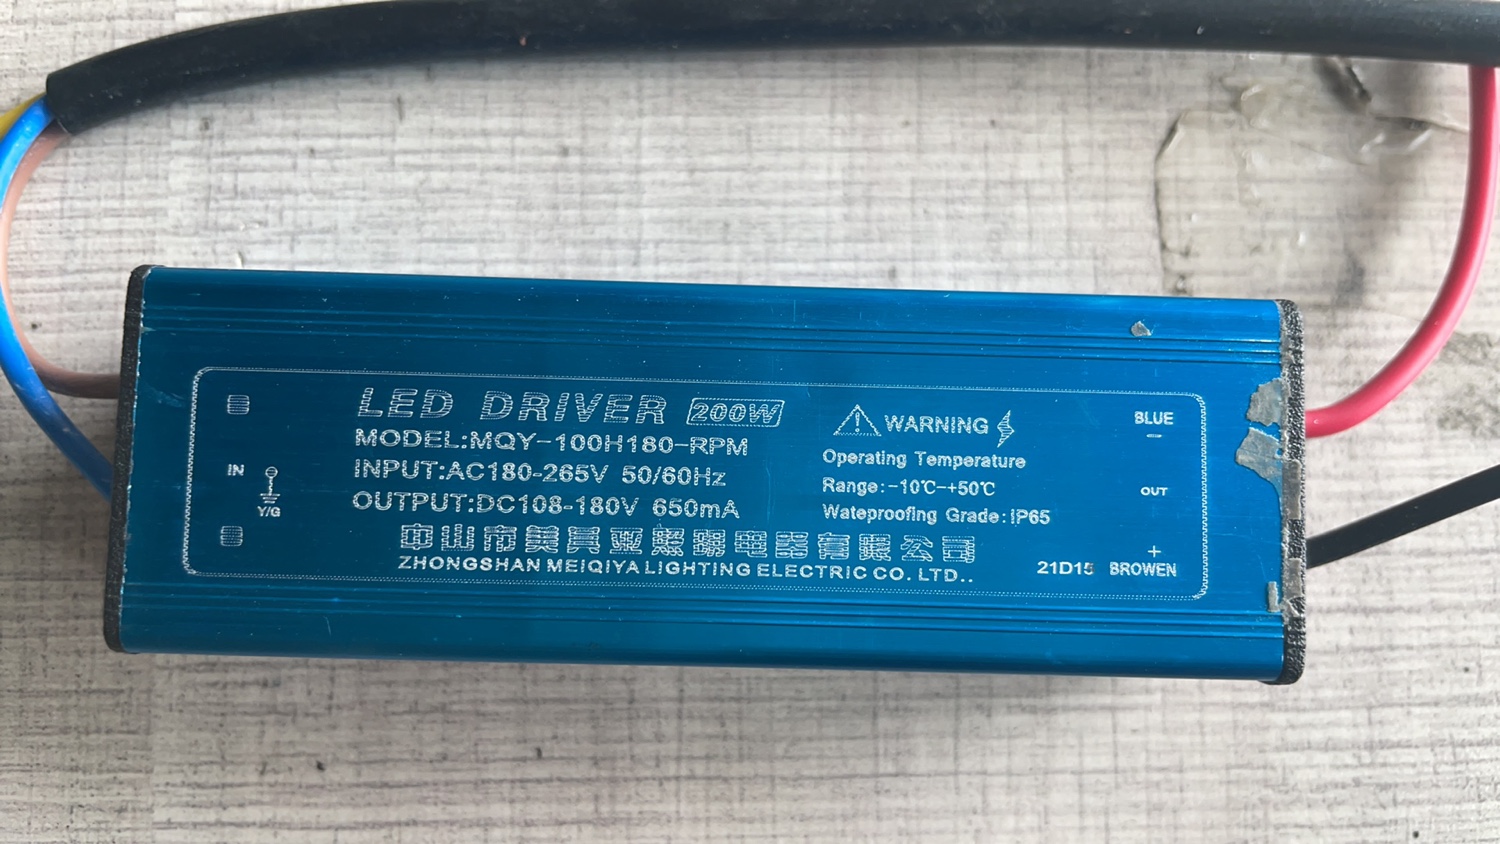 LED DRIVER 200W
MODEL:MQY-100H180-RPM
INPUT:AC180-265V 50/60Hz
OUTPUT:DC108-180V 650mA
中山市美其亚照明电器有限公司
ZHONGSHAN MEIQIYA LIGHTING ELECTRIC CO. LTD..
IN
Y/G
WARNING
Operating Temperature
Range:-10℃-+50℃
Wateproofing Grade:IP65
BLUE
-
OUT
+
21D15 BROWEN